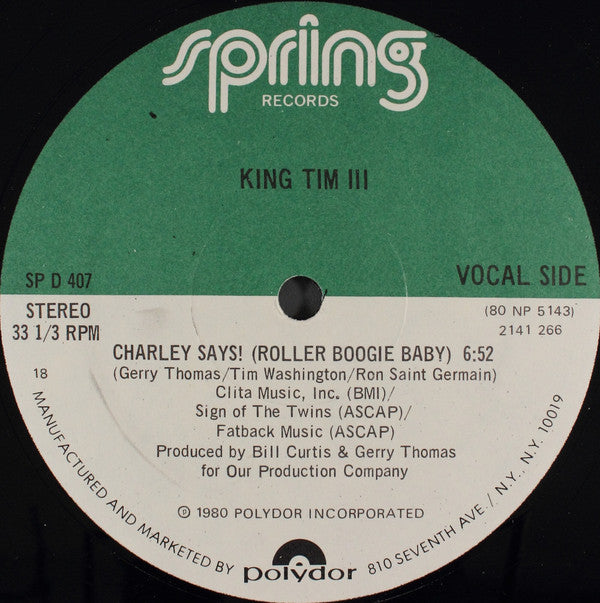 spring
RECORDS
KING TIM III
SP D 407
VOCAL SIDE
STEREO
33 1/3 RPM
(80 NP 5143)
2141 266
CHARLEY SAYS! (ROLLER BOOGIE BABY) 6:52
18
(Gerry Thomas/Tim Washington/Ron Saint Germain)
Clita Music, Inc. (BMI)/
Sign of The Twins (ASCAP)/
Fatback Music (ASCAP)
Produced by Bill Curtis & Gerry Thomas
for Our Production Company
℗ 1980 POLYDOR INCORPORATED
MANUFACTURED AND MARKETED BY polydor 810 SEVENTH AVE / N.Y., N.Y. 10019